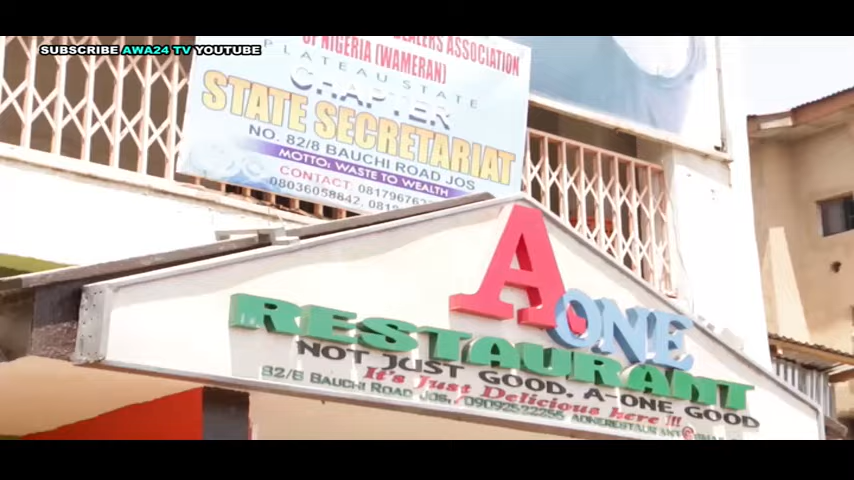 SUBSCRIBE AWA24 TV YOUTUBE
DEALERS ASSOCIATION
OF NIGERIA (WAMERAN)
PLATEAU STATE
CHAPTER
STATE SECRETARIAT
NO. 82/8 BAUCHI ROAD JOS
MOTTO: WASTE TO WEALTH
CONTACT:
08036058842,
A ONE
RESTAURANT
NOT JUST GOOD, A-ONE GOOD
It's Just Delicious here !!!
BAUCHI ROAD JOS,